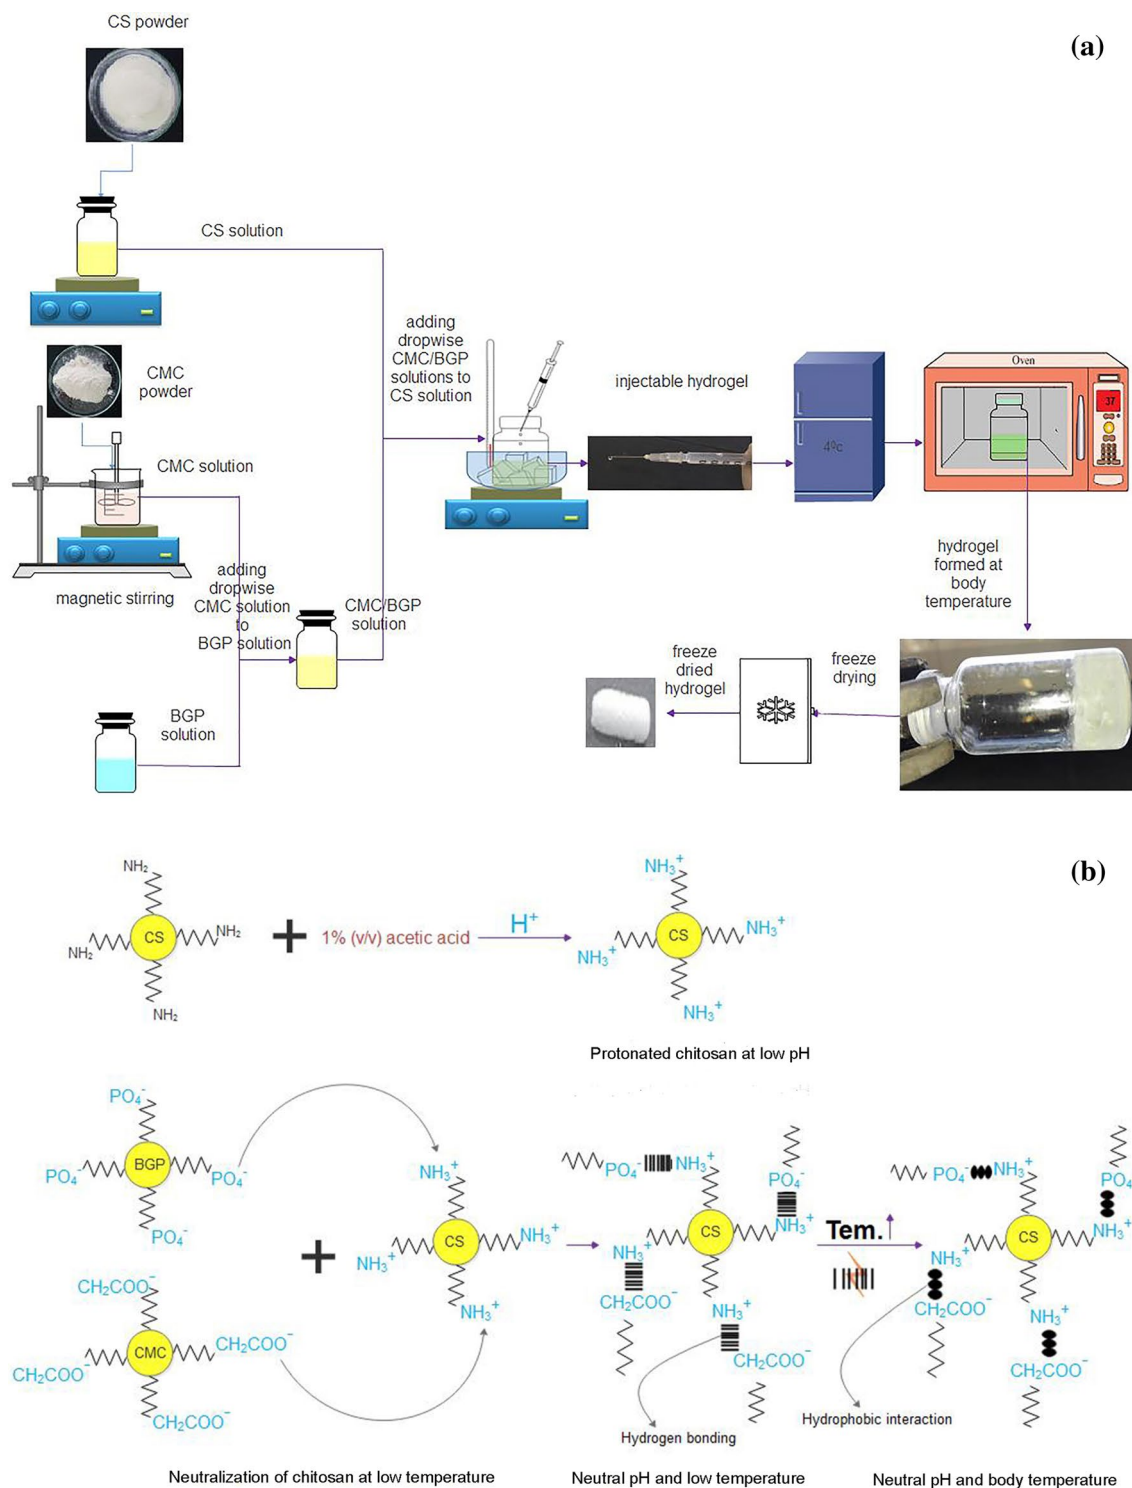 CS powder
(a)
CS solution
CMC
powder
CMC solution
magnetic stirring
adding
dropwise
CMC solution
to
BGP solution
CMC/BGP
solution
BGP
solution
adding
dropwise
CMC/BGP
solutions to
CS solution
injectable hydrogel
4⁰c
Oven
37
hydrogel
formed at
body
temperature
freeze
drying
freeze
dried
hydrogel
(b)
NH₂
NH₂
CS
NH₂
NH₂
+
1% (v/v) acetic acid
H⁺
NH₃⁺
NH₃⁺
CS
NH₃⁺
NH₃⁺
Protonated chitosan at low pH
PO₄⁻
PO₄⁻
BGP
PO₄⁻
PO₄⁻
CH₂COO⁻
CH₂COO⁻
CMC
CH₂COO⁻
CH₂COO⁻
+
NH₃⁺
NH₃⁺
CS
NH₃⁺
NH₃⁺
Neutralization of chitosan at low temperature
PO₄⁻
NH₃⁺
PO₄⁻
CS
NH₃⁺
NH₃⁺
CH₂COO⁻
NH₃⁺
CH₂COO⁻
Hydrogen bonding
Neutral pH and low temperature
Tem.↑
PO₄⁻
NH₃⁺
PO₄⁻
CS
NH₃⁺
NH₃⁺
CH₂COO⁻
NH₃⁺
CH₂COO⁻
Hydrophobic interaction
Neutral pH and body temperature